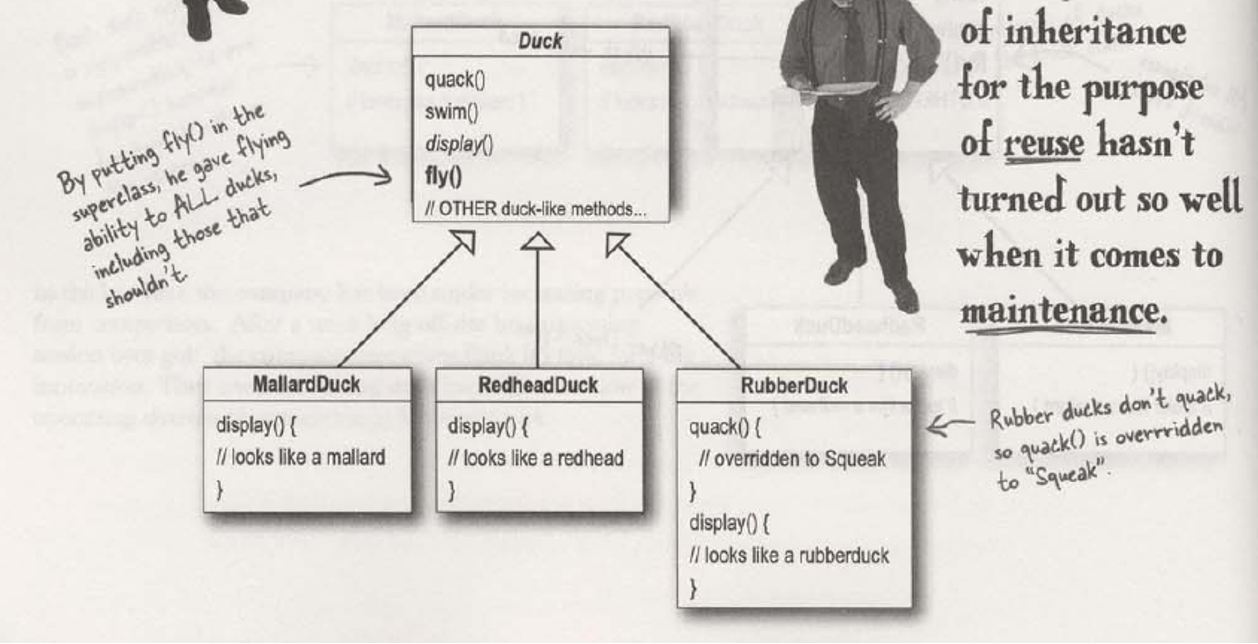 Duck
quack()
swim()
display()
fly()
// OTHER duck-like methods...
By putting fly() in the
superclass, he gave flying
ability to ALL ducks,
including those that
shouldn't.
of inheritance
for the purpose
of reuse hasn't
turned out so well
when it comes to
maintenance.
MallardDuck
display() {
// looks like a mallard
}
RedheadDuck
display() {
// looks like a redhead
}
RubberDuck
quack() {
// overridden to Squeak
}
display() {
// looks like a rubberduck
}
Rubber ducks don't quack,
so quack() is overrridden
to "Squeak".